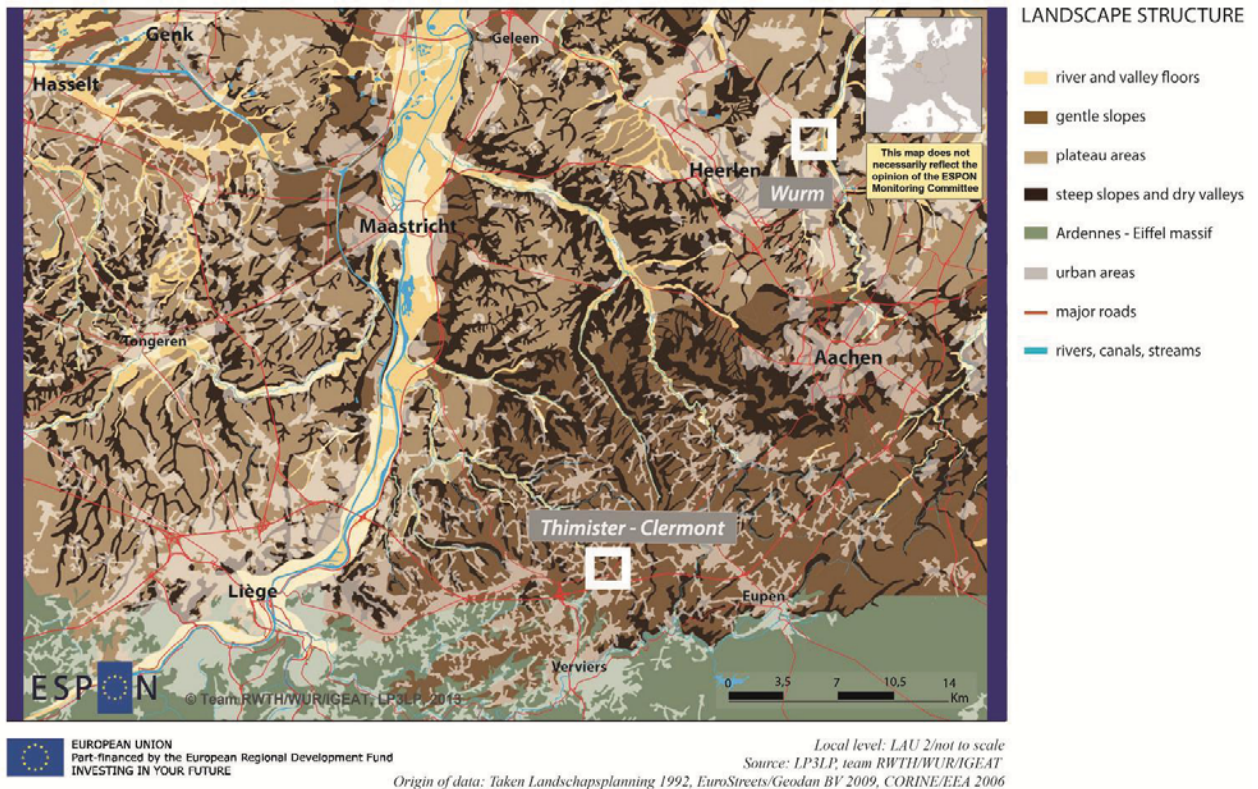 LANDSCAPE STRUCTURE
river and valley floors
gentle slopes
plateau areas
steep slopes and dry valleys
Ardennes - Eiffel massif
urban areas
major roads
rivers, canals, streams
Genk
Geleen
Hasselt
This map does not
necessarily reflect the
opinion of the ESPON
Monitoring Committee
Heerlen
Wurm
Maastricht
Tongeren
Aachen
Thimister - Clermont
Liège
Eupen
Verviers
ESPON
© Team RWTH/WUR/IGEAT, LP3LP, 2013
0 3,5 7 10,5 14
Km
EUROPEAN UNION
Part-financed by the European Regional Development Fund
INVESTING IN YOUR FUTURE
Local level: LAU 2/not to scale
Source: LP3LP, team RWTH/WUR/IGEAT
Origin of data: Taken Landschapsplanning 1992, EuroStreets/Geodan BV 2009, CORINE/EEA 2006